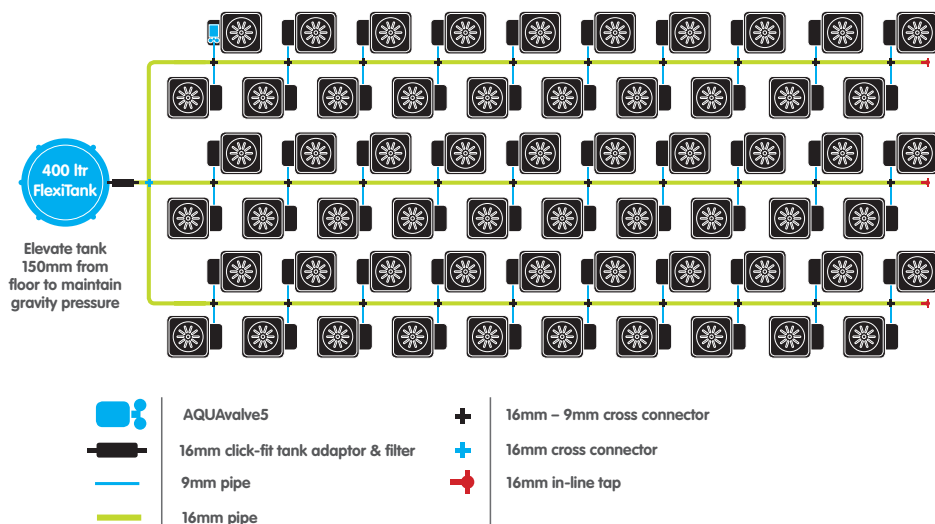 400 ltr
FlexiTank
Elevate tank
150mm from
floor to maintain
gravity pressure
AQUAvalve5
16mm click-fit tank adaptor & filter
9mm pipe
16mm pipe
16mm – 9mm cross connector
16mm cross connector
16mm in-line tap